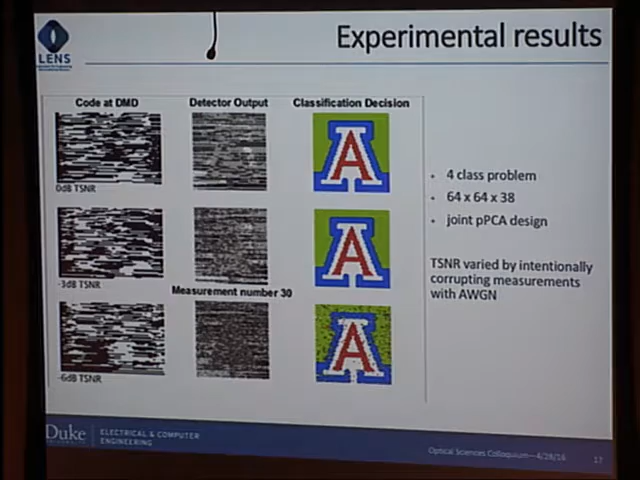 LENS
Experimental results
Code at DMD
Detector Output
Classification Decision
0dB TSNR
-3dB TSNR
Measurement number 30
-6dB TSNR
A
A
A
4 class problem
64 x 64 x 38
joint pPCA design
TSNR varied by intentionally
corrupting measurements
with AWGN
Duke
ELECTRICAL & COMPUTER
ENGINEERING
Optical Sciences Colloquium—4/28/16
17